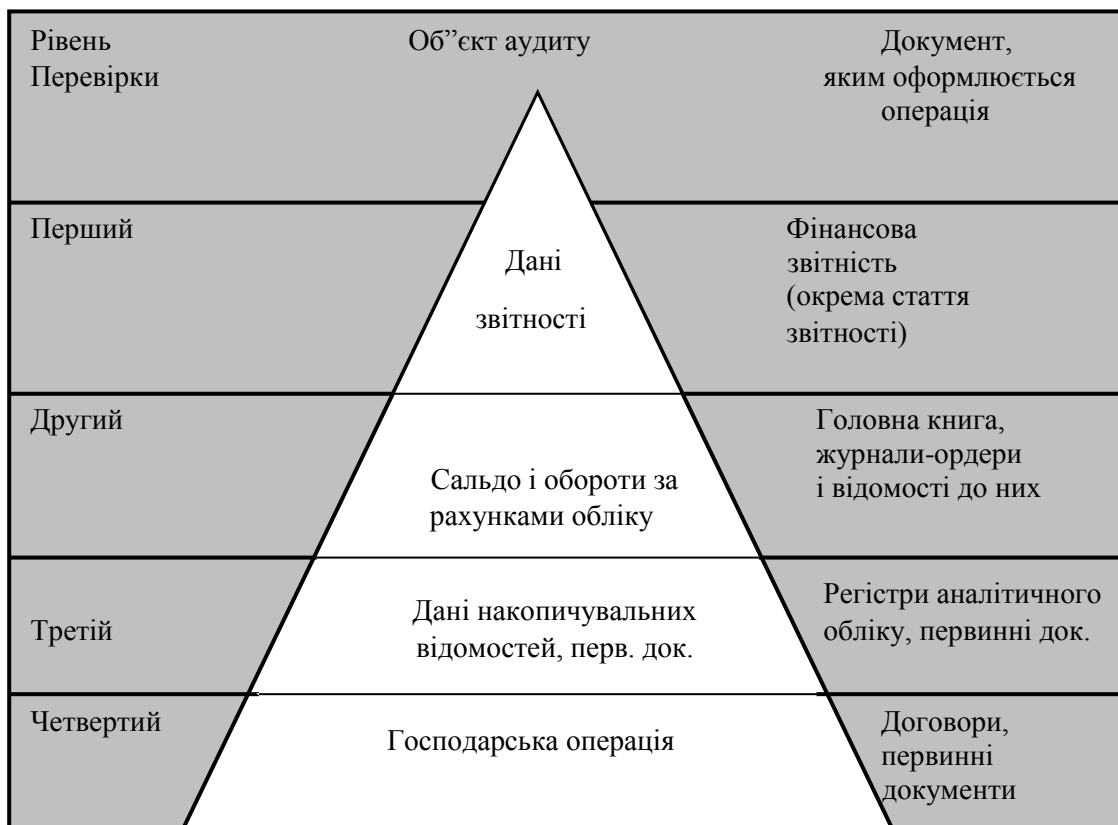 Рівень
Перевірки
Об”єкт аудиту
Документ,
яким оформлюється
операція
Перший
Дані
звітності
Фінансова
звітність
(окрема стаття
звітності)
Другий
Сальдо і обороти за
рахунками обліку
Головна книга,
журнали-ордери
і відомості до них
Третій
Дані накопичувальних
відомостей, перв. док.
Регістри аналітичного
обліку, первинні док.
Четвертий
Господарська операція
Договори,
первинні
документи